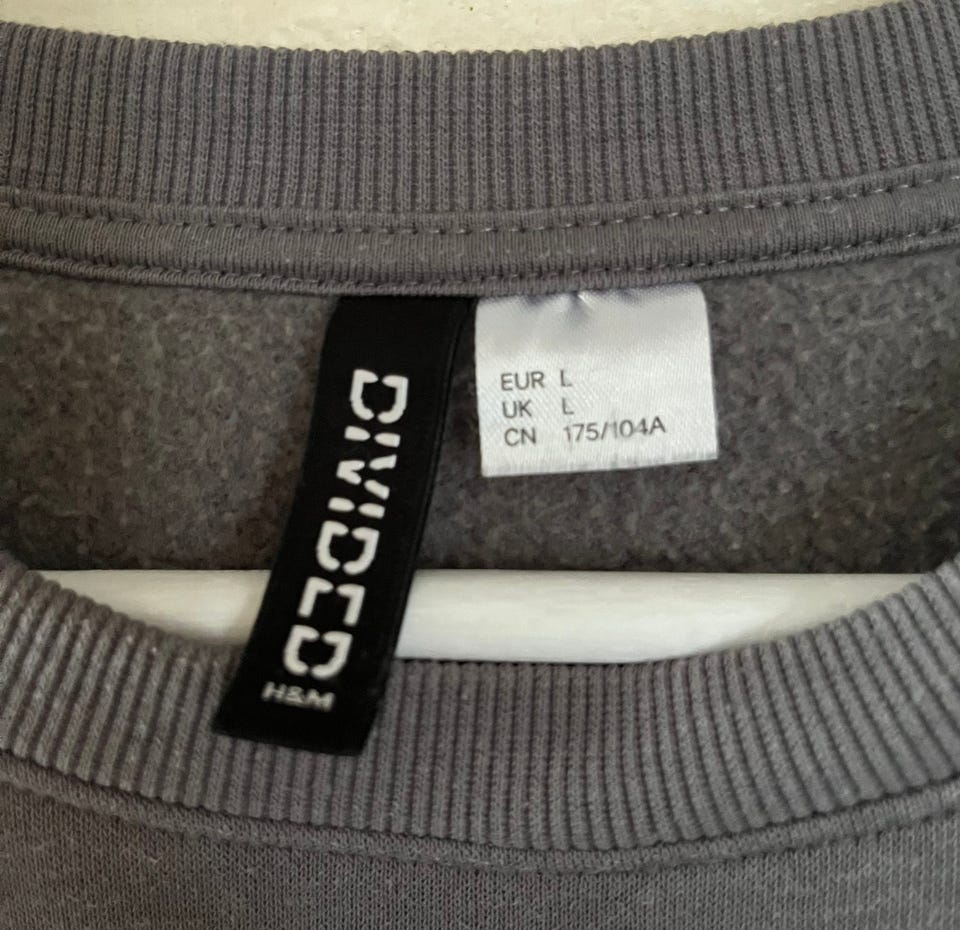 DIVIDED
H&M
EUR L
UK L
CN 175/104A